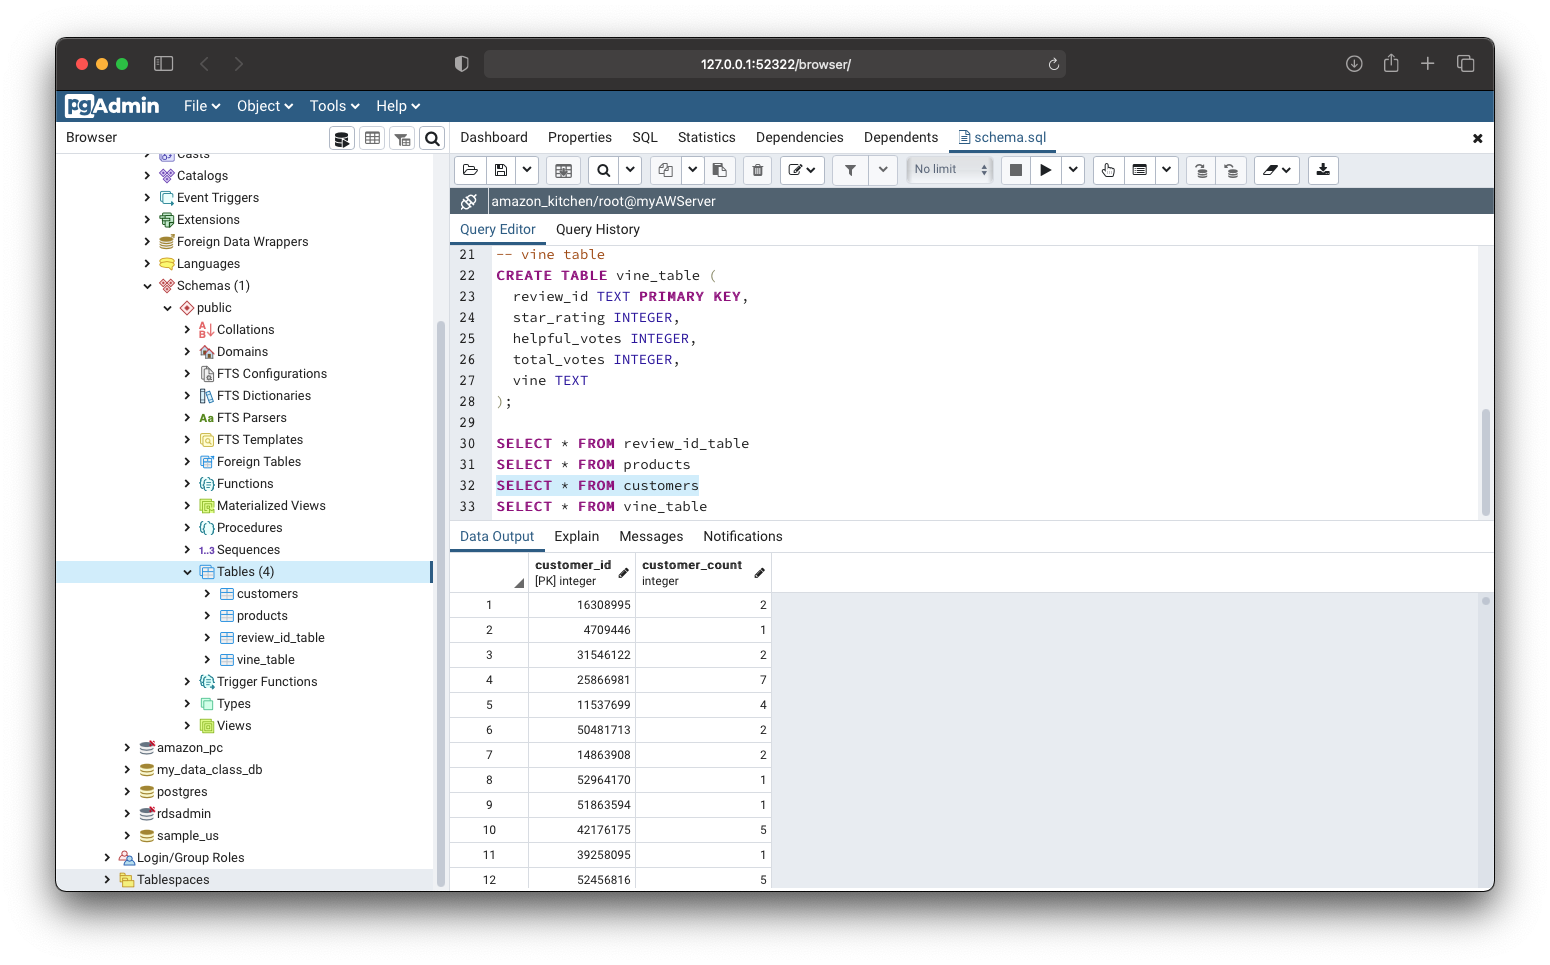 127.0.0.1:52322/browser/
pgAdmin File Object Tools Help
Browser
Casts
Catalogs
Event Triggers
Extensions
Foreign Data Wrappers
Languages
Schemas (1)
public
Collations
Domains
FTS Configurations
FTS Dictionaries
Aa FTS Parsers
FTS Templates
Foreign Tables
Functions
Materialized Views
Procedures
1..3 Sequences
Tables (4)
customers
products
review_id_table
vine_table
Trigger Functions
Types
Views
amazon_pc
my_data_class_db
postgres
rdsadmin
sample_us
Login/Group Roles
Tablespaces
Dashboard Properties SQL Statistics Dependencies Dependents schema.sql
No limit
amazon_kitchen/root@myAWServer
Query Editor Query History
21 -- vine table
22 CREATE TABLE vine_table (
23 review_id TEXT PRIMARY KEY,
24 star_rating INTEGER,
25 helpful_votes INTEGER,
26 total_votes INTEGER,
27 vine TEXT
28 );
29
30 SELECT * FROM review_id_table
31 SELECT * FROM products
32 SELECT * FROM customers
33 SELECT * FROM vine_table
Data Output Explain Messages Notifications
customer_id customer_count
[PK] integer integer
1 16308995 2
2 4709446 1
3 31546122 2
4 25866981 7
5 11537699 4
6 50481713 2
7 14863908 2
8 52964170 1
9 51863594 1
10 42176175 5
11 39258095 1
12 52456816 5